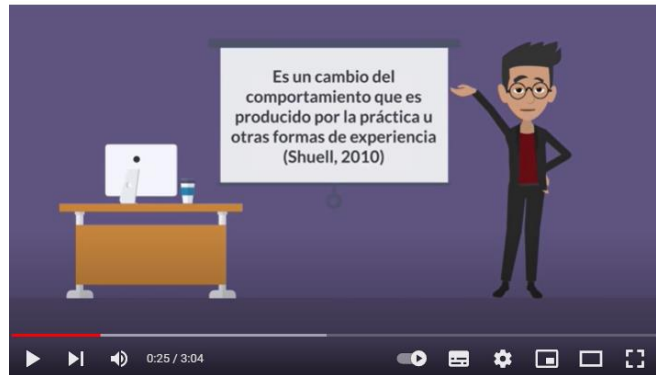 Es un cambio del
comportamiento que es
producido por la práctica u
otras formas de experiencia
(Shuell, 2010)
0:25 / 3:04